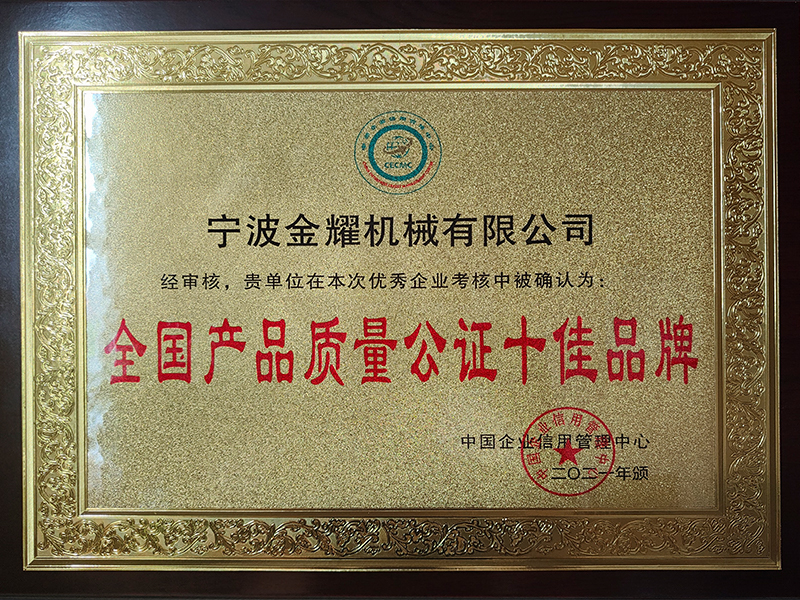 CECMC
宁波金耀机械有限公司
经审核，贵单位在本次优秀企业考核中被确认为：
全国产品质量公证十佳品牌
中国企业信用管理中心
二〇二一年颁